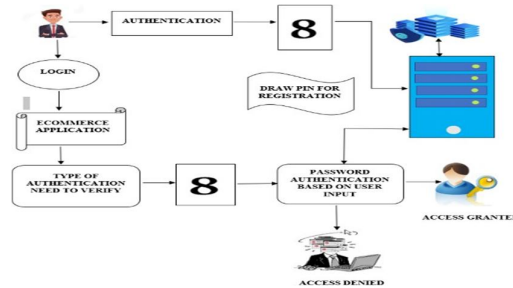 AUTHENTICATION
8
LOGIN
DRAW PIN FOR
REGISTRATION
ECOMMERCE
APPLICATION
TYPE OF
AUTHENTICATION
NEED TO VERIFY
8
PASSWORD
AUTHENTICATION
BASED ON USER
INPUT
ACCESS GRANTE
ACCESS DENIED